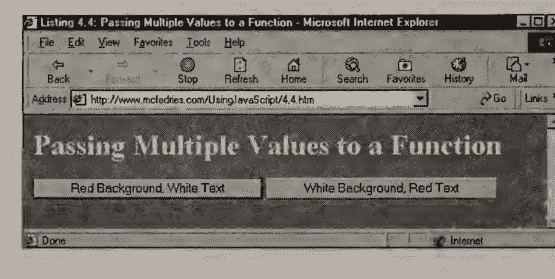 Listing 4.4: Passing Multiple Values to a Function - Microsoft Internet Explorer
File Edit View Favorites Tools Help
Back Forward Stop Refresh Home Search Favorites History Mail
Address http://www.mcfedries.com/UsingJavaScript/4.4.htm Go Links
Passing Multiple Values to a Function
Red Background, White Text White Background, Red Text
Done Internet